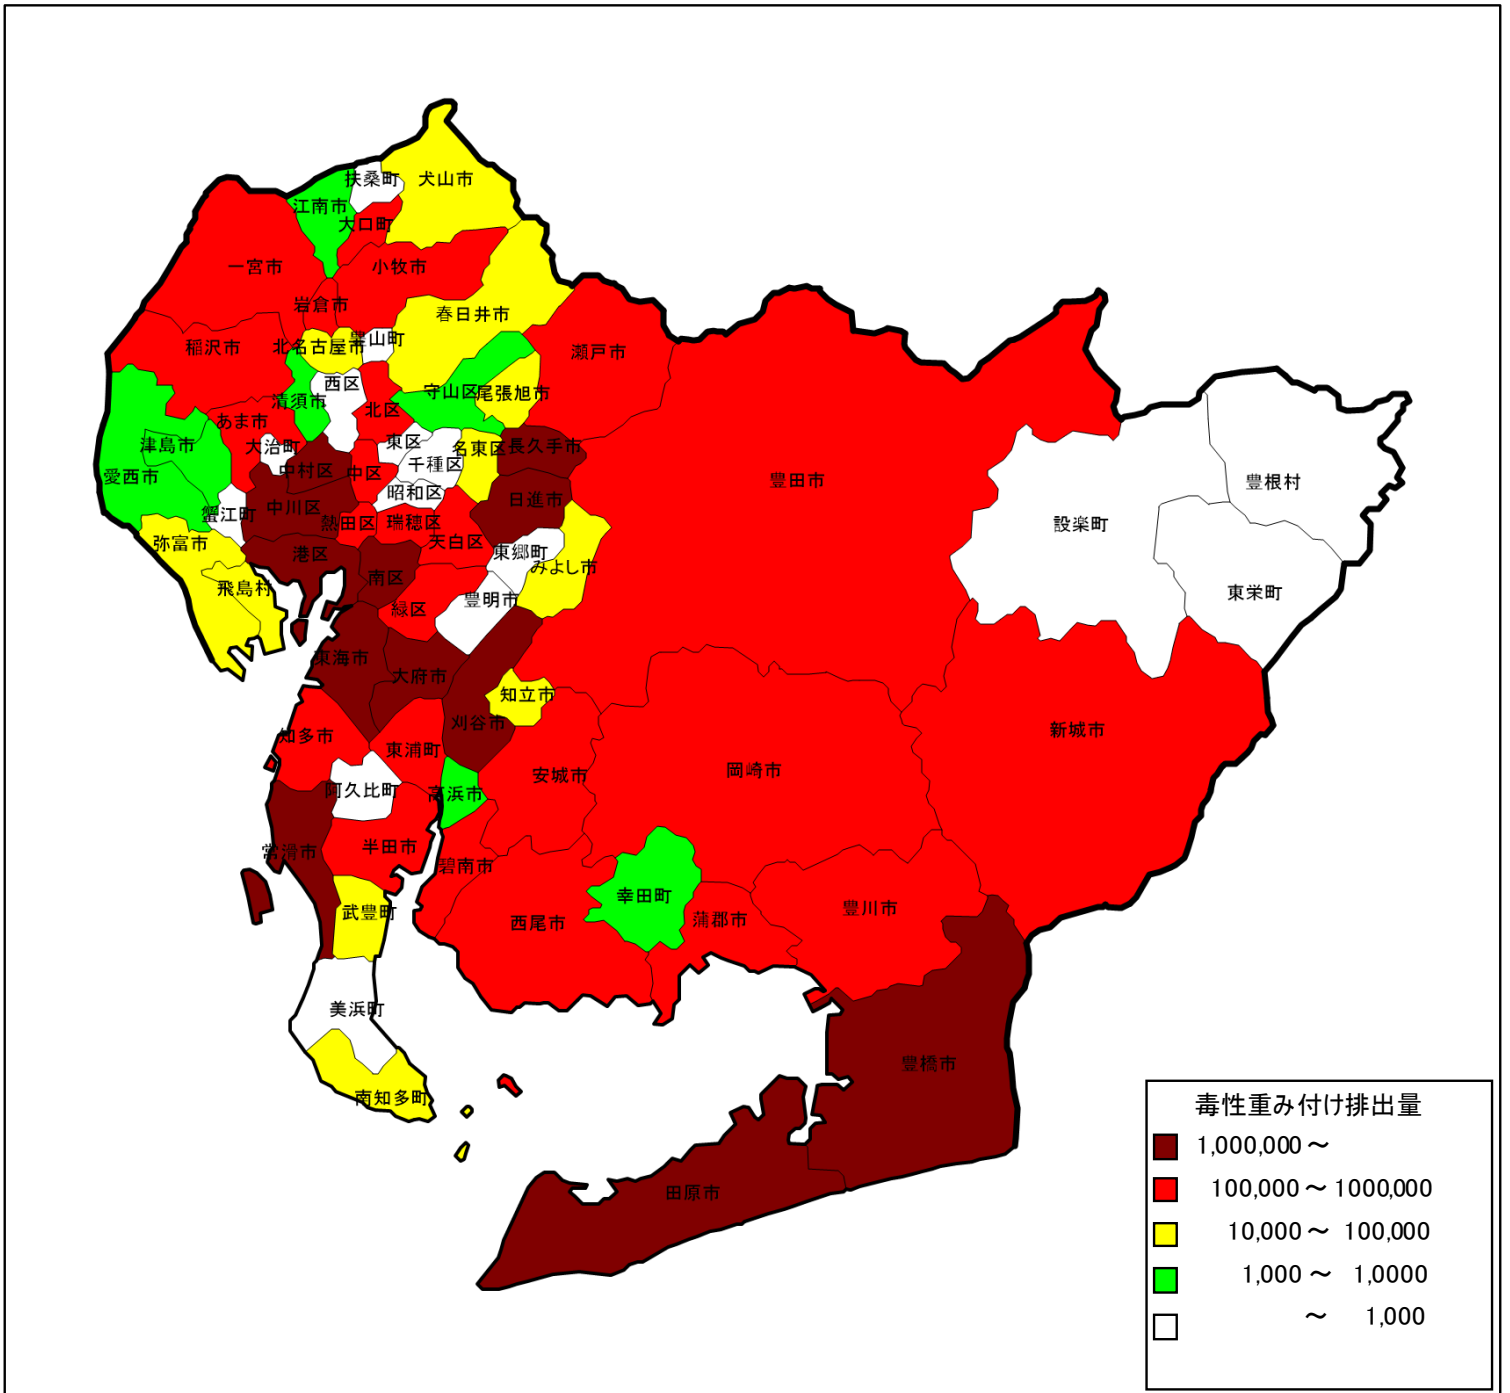 扶桑町
犬山市
江南市
大口町
一宮市
小牧市
岩倉市
春日井市
豊山町
稲沢市
北名古屋市
瀬戸市
西区
守山区
尾張旭市
清須市
北区
あま市
東区
大治町
名東区
長久手市
津島市
千種区
中村区
中区
愛西市
豊田市
豊根村
昭和区
日進市
中川区
蟹江町
熱田区
瑞穂区
設楽町
弥富市
天白区
港区
東郷町
みよし市
南区
飛島村
東栄町
豊明市
緑区
東海市
大府市
知立市
刈谷市
新城市
知多市
東浦町
安城市
岡崎市
阿久比町
高浜市
半田市
常滑市
碧南市
幸田町
武豊町
西尾市
蒲郡市
豊川市
美浜町
豊橋市
南知多町
田原市
毒性重み付け排出量
1,000,000～
100,000～1000,000
10,000～ 100,000
1,000～ 1,0000
～ 1,000